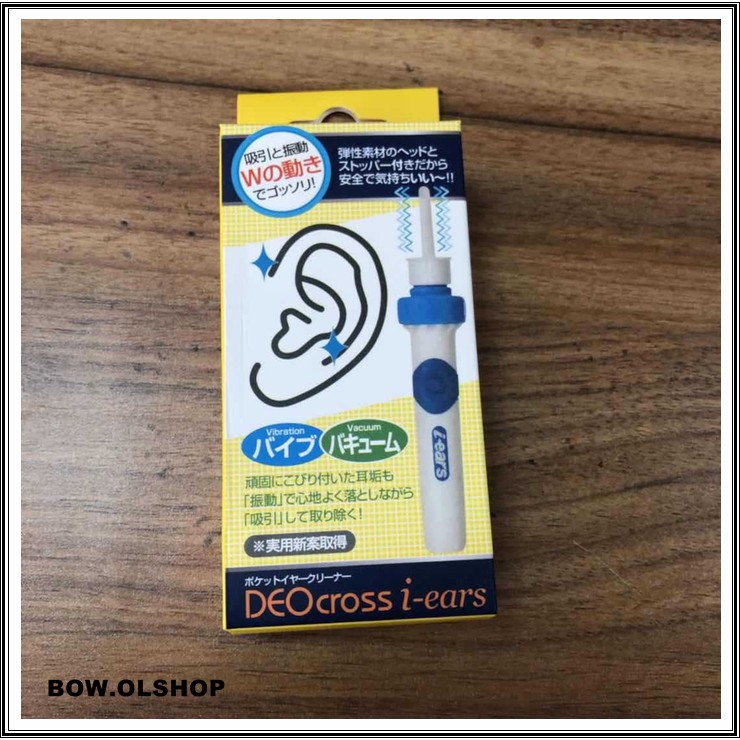 吸引と振動
Wの動き
でゴッソリ!
弾性素材のヘッドと
ストッパー付きだから
安全で気持ちいい〜!!
Vibration
バイブ
Vacuum
バキューム
i-ears
頑固にこびり付いた耳垢も
「振動」で心地よく落としながら
「吸引」して取り除く!
※実用新案取得
ポケットイヤークリーナー
DEOcross i-ears
BOW.OLSHOP